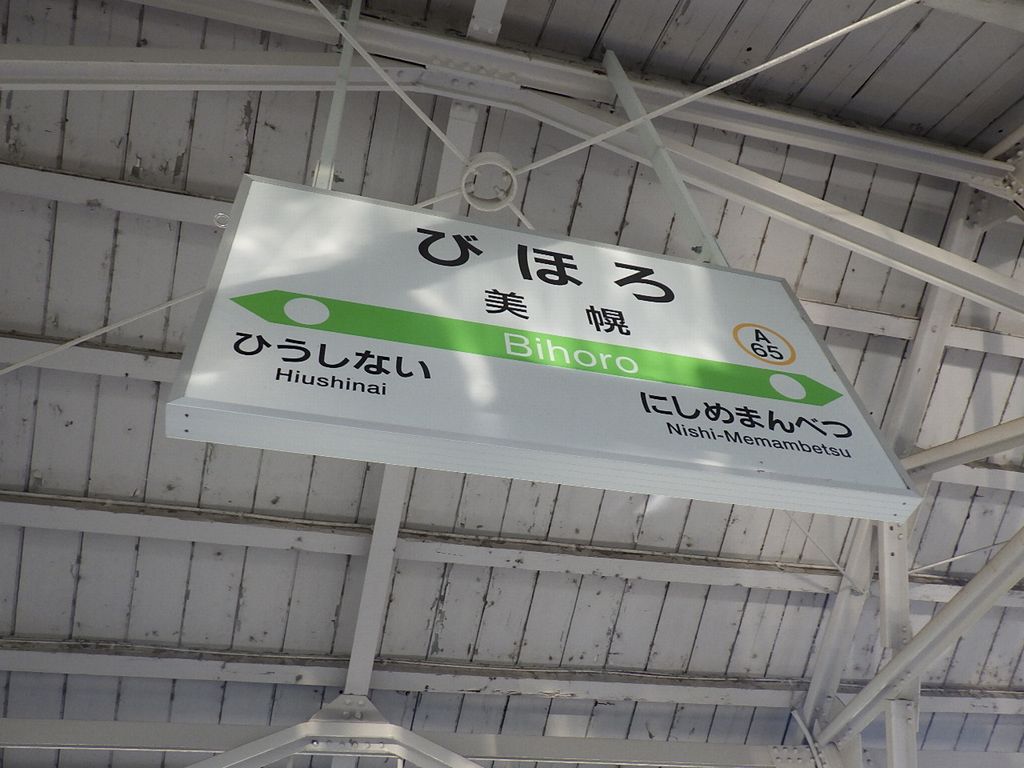 びほろ
美幌
Bihoro
A
65
ひうしない
Hiushinai
にしめまんべつ
Nishi-Memambetsu